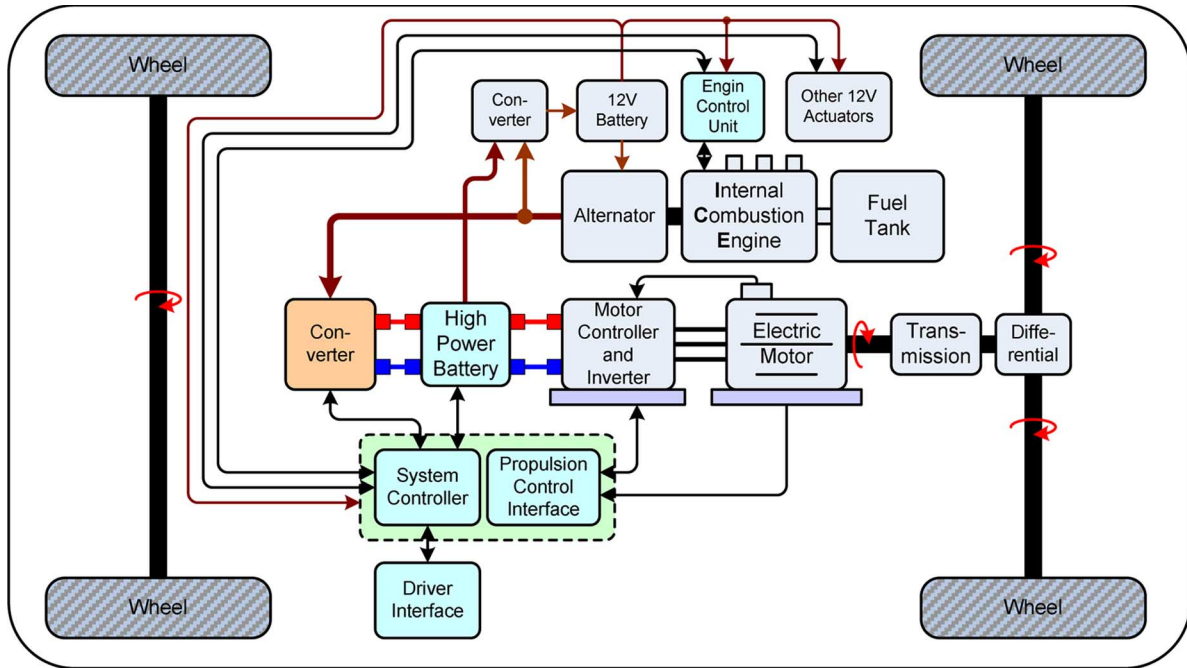 Wheel
Wheel
Con-
verter
12V
Battery
Engin
Control
Unit
Other 12V
Actuators
Alternator
Internal
Combustion
Engine
Fuel
Tank
Con-
verter
High
Power
Battery
Motor
Controller
and
Inverter
Electric
Motor
Trans-
mission
Diffe-
rential
System
Controller
Propulsion
Control
Interface
Driver
Interface
Wheel
Wheel